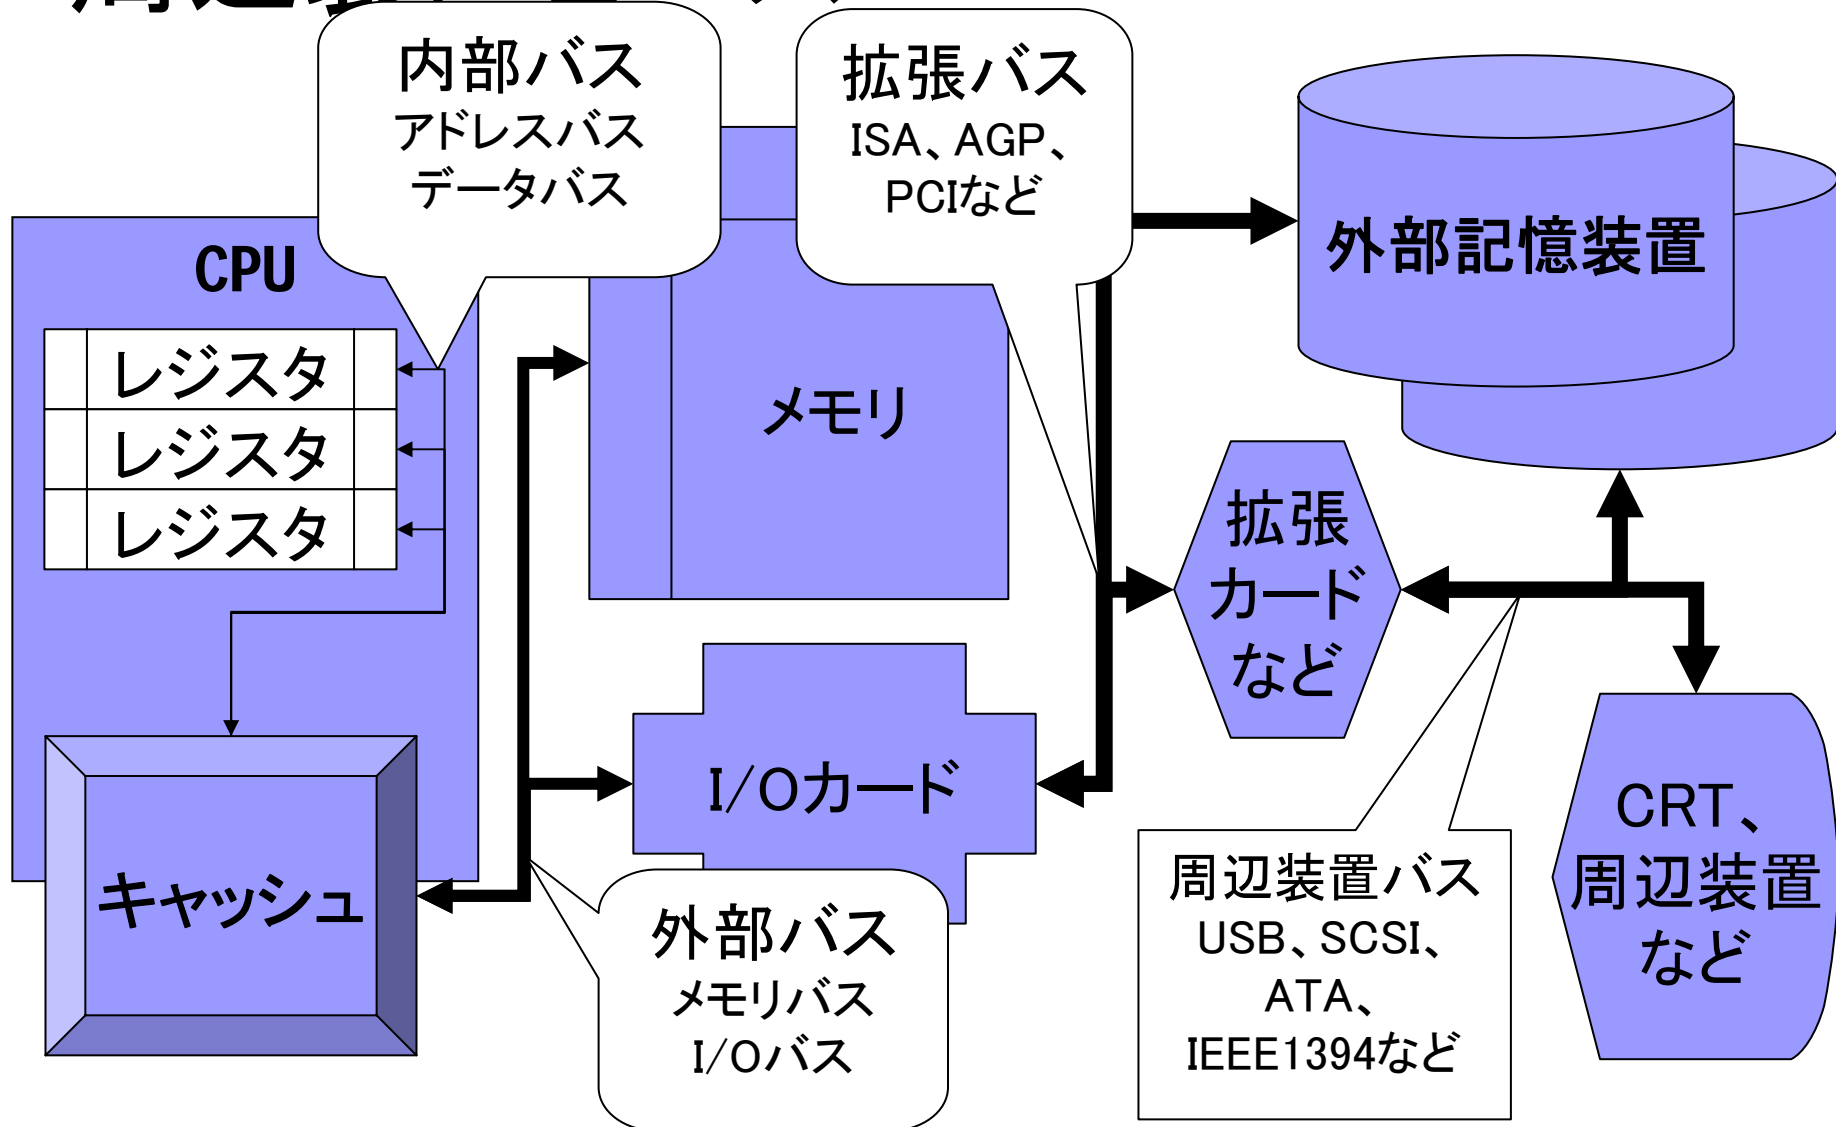 内部バス
アドレスバス
データバス
拡張バス
ISA、AGP、
PCIなど
外部記憶装置
CPU
レジスタ
レジスタ
レジスタ
メモリ
拡張
カード
など
I/Oカード
キャッシュ
外部バス
メモリバス
I/Oバス
周辺装置バス
USB、SCSI、
ATA、
IEEE1394など
CRT、
周辺装置
など